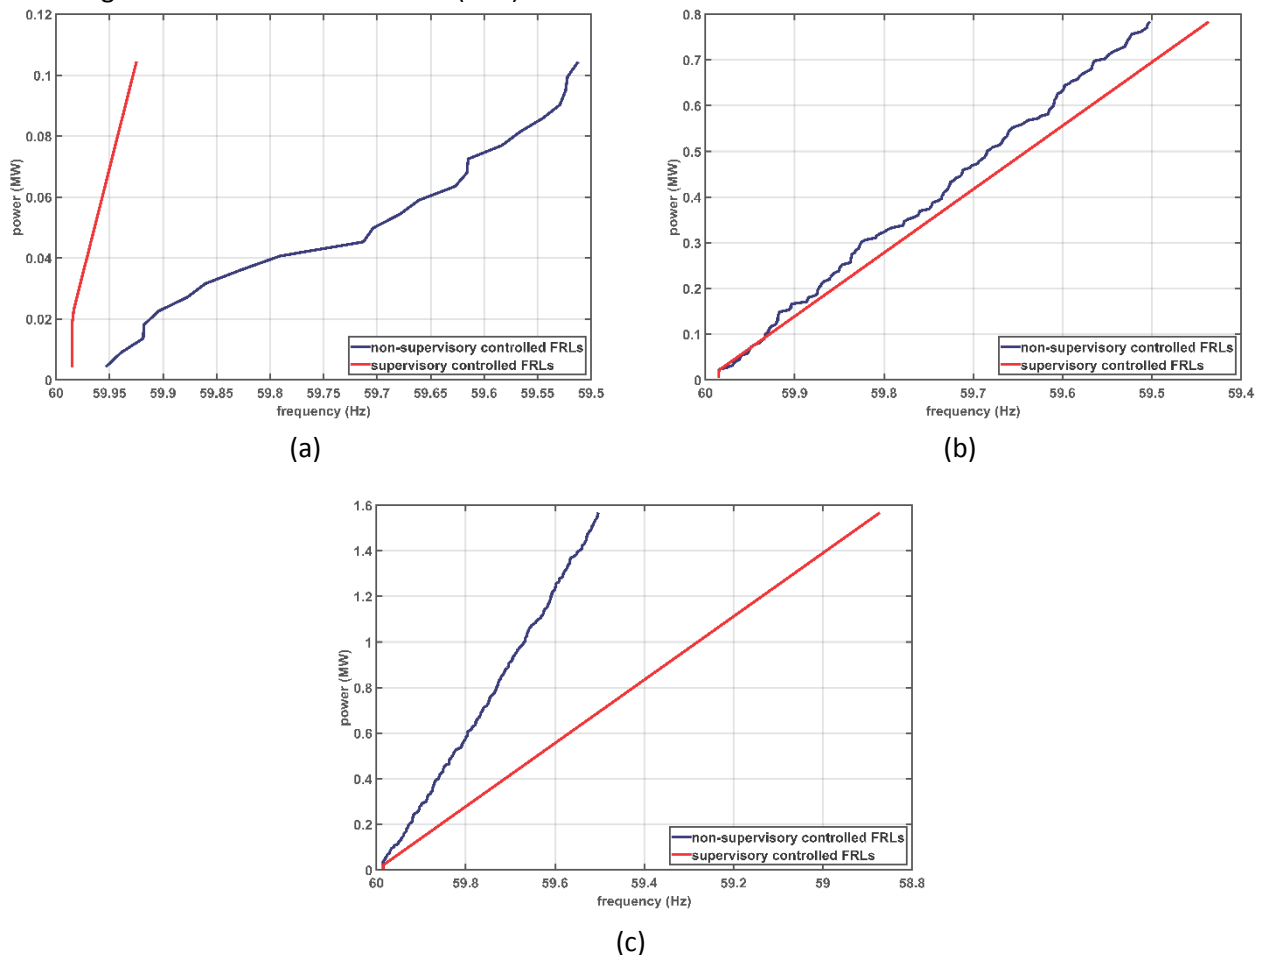 0.12
0.1
0.08
0.06
0.04
0.02
0
power (MW)
60 59.95 59.9 59.85 59.8 59.75 59.7 59.65 59.6 59.55 59.5
frequency (Hz)
non-supervisory controlled FRLs
supervisory controlled FRLs
(a)
0.8
0.7
0.6
0.5
0.4
0.3
0.2
0.1
0
power (MW)
60 59.9 59.8 59.7 59.6 59.5 59.4
frequency (Hz)
non-supervisory controlled FRLs
supervisory controlled FRLs
(b)
1.6
1.4
1.2
1
0.8
0.6
0.4
0.2
0
power (MW)
60 59.8 59.6 59.4 59.2 59 58.8
frequency (Hz)
non-supervisory controlled FRLs
supervisory controlled FRLs
(c)